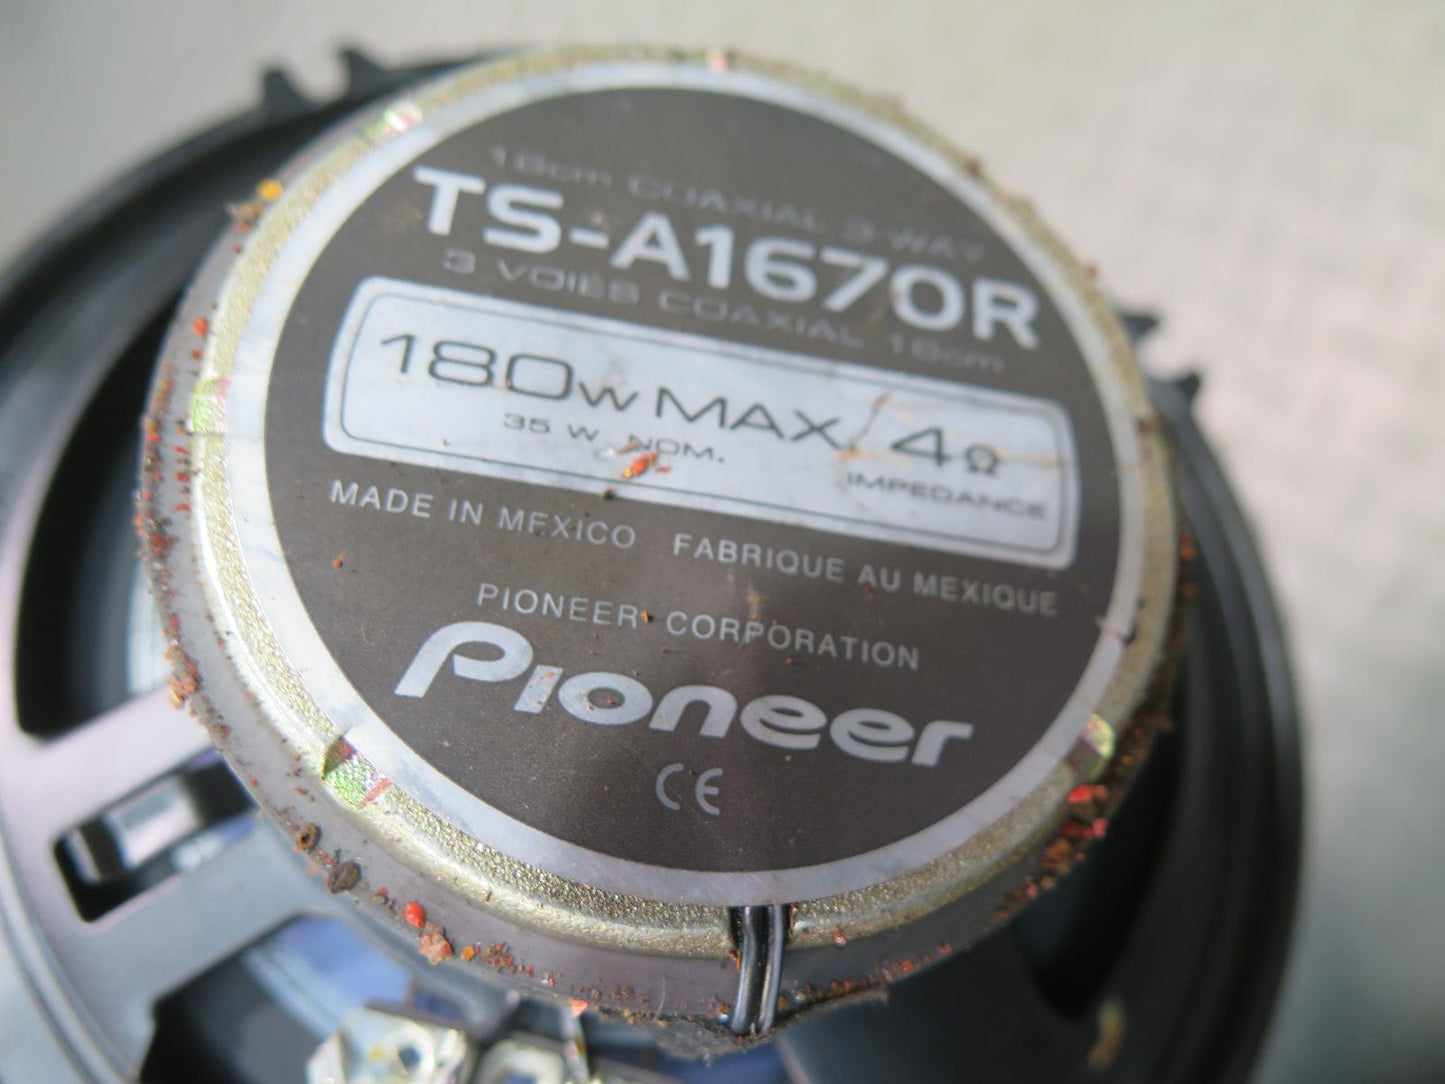 16cm COAXIAL 3-WAY
TS-A1670R
3 VOIES COAXIAL 16cm
180W MAX. 4Ω
35 W NOM. IMPEDANCE
MADE IN MEXICO FABRIQUE AU MEXIQUE
PIONEER CORPORATION
Pioneer
CE